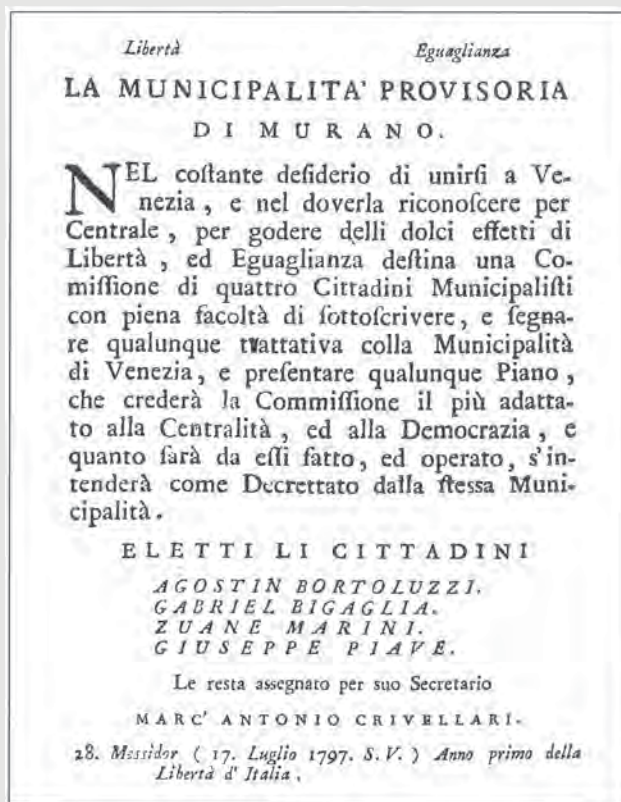 Libertà Eguaglianza
LA MUNICIPALITA' PROVISORIA
DI MURANO.
NEL coſtante deſiderio di unirſi a Ve-
nezia, e nel doverla riconoſcere per
Centrale, per godere delli dolci effetti di
Libertà, ed Eguaglianza deſtina una Co-
miſſione di quattro Cittadini Municipaliſti
con piena facoltà di ſottoſcrivere, e ſegna-
re qualunque trattativa colla Municipalità
di Venezia, e preſentare qualunque Piano,
che crederà la Commiſſione il più adatta-
to alla Centralità, ed alla Democrazia, e
quanto ſarà da eſſi fatto, ed operato, s'in-
tenderà come Decrettato dalla ſteſſa Muni-
cipalità.
ELETTI LI CITTADINI
AGOSTIN BORTOLUZZI.
GABRIEL BIGAGLIA.
ZUANE MARINI.
GIUSEPPE PIAVE.
Le resta assegnato per suo Secretario
MARC' ANTONIO CRIVELLARI.
28. Messidor ( 17. Luglio 1797. S. V. ) Anno primo della
Libertà d' Italia,